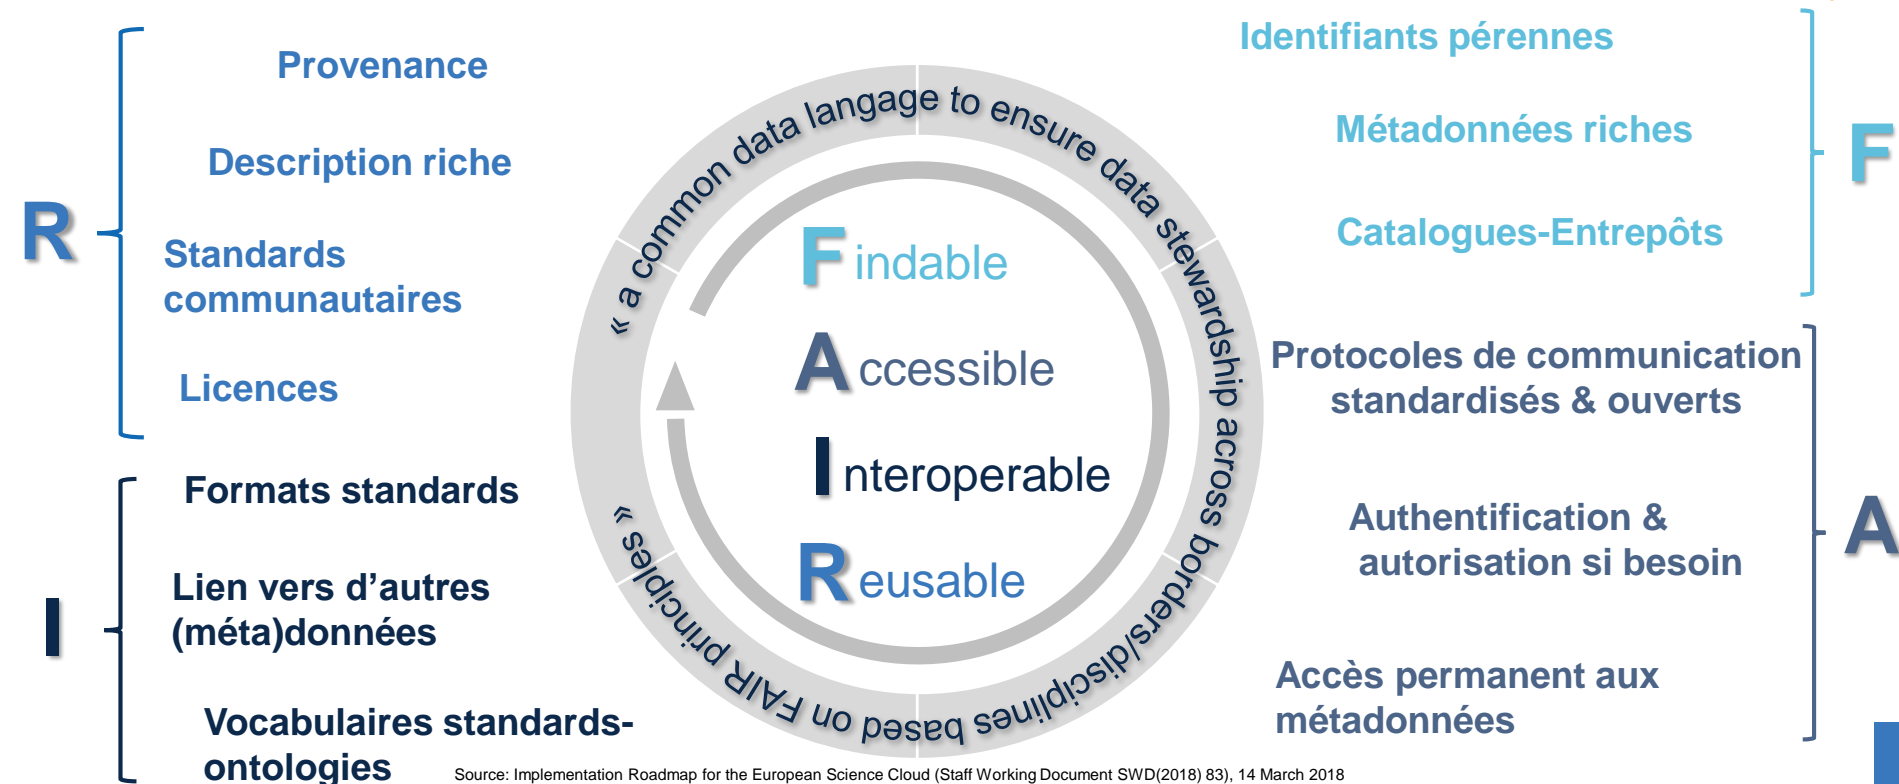 R
Provenance
Description riche
Standards
communautaires
Licences
I
Formats standards
Lien vers d’autres
(méta)données
Vocabulaires standards-
ontologies
« a common data langage to ensure data stewardship across borders/disciplines based on FAIR principles »
Findable
Accessible
Interoperable
Reusable
Identifiants pérennes
Métadonnées riches
Catalogues-Entrepôts
F
Protocoles de communication
standardisés & ouverts
Authentification &
autorisation si besoin
Accès permanent aux
métadonnées
A
Source: Implementation Roadmap for the European Science Cloud (Staff Working Document SWD(2018) 83), 14 March 2018